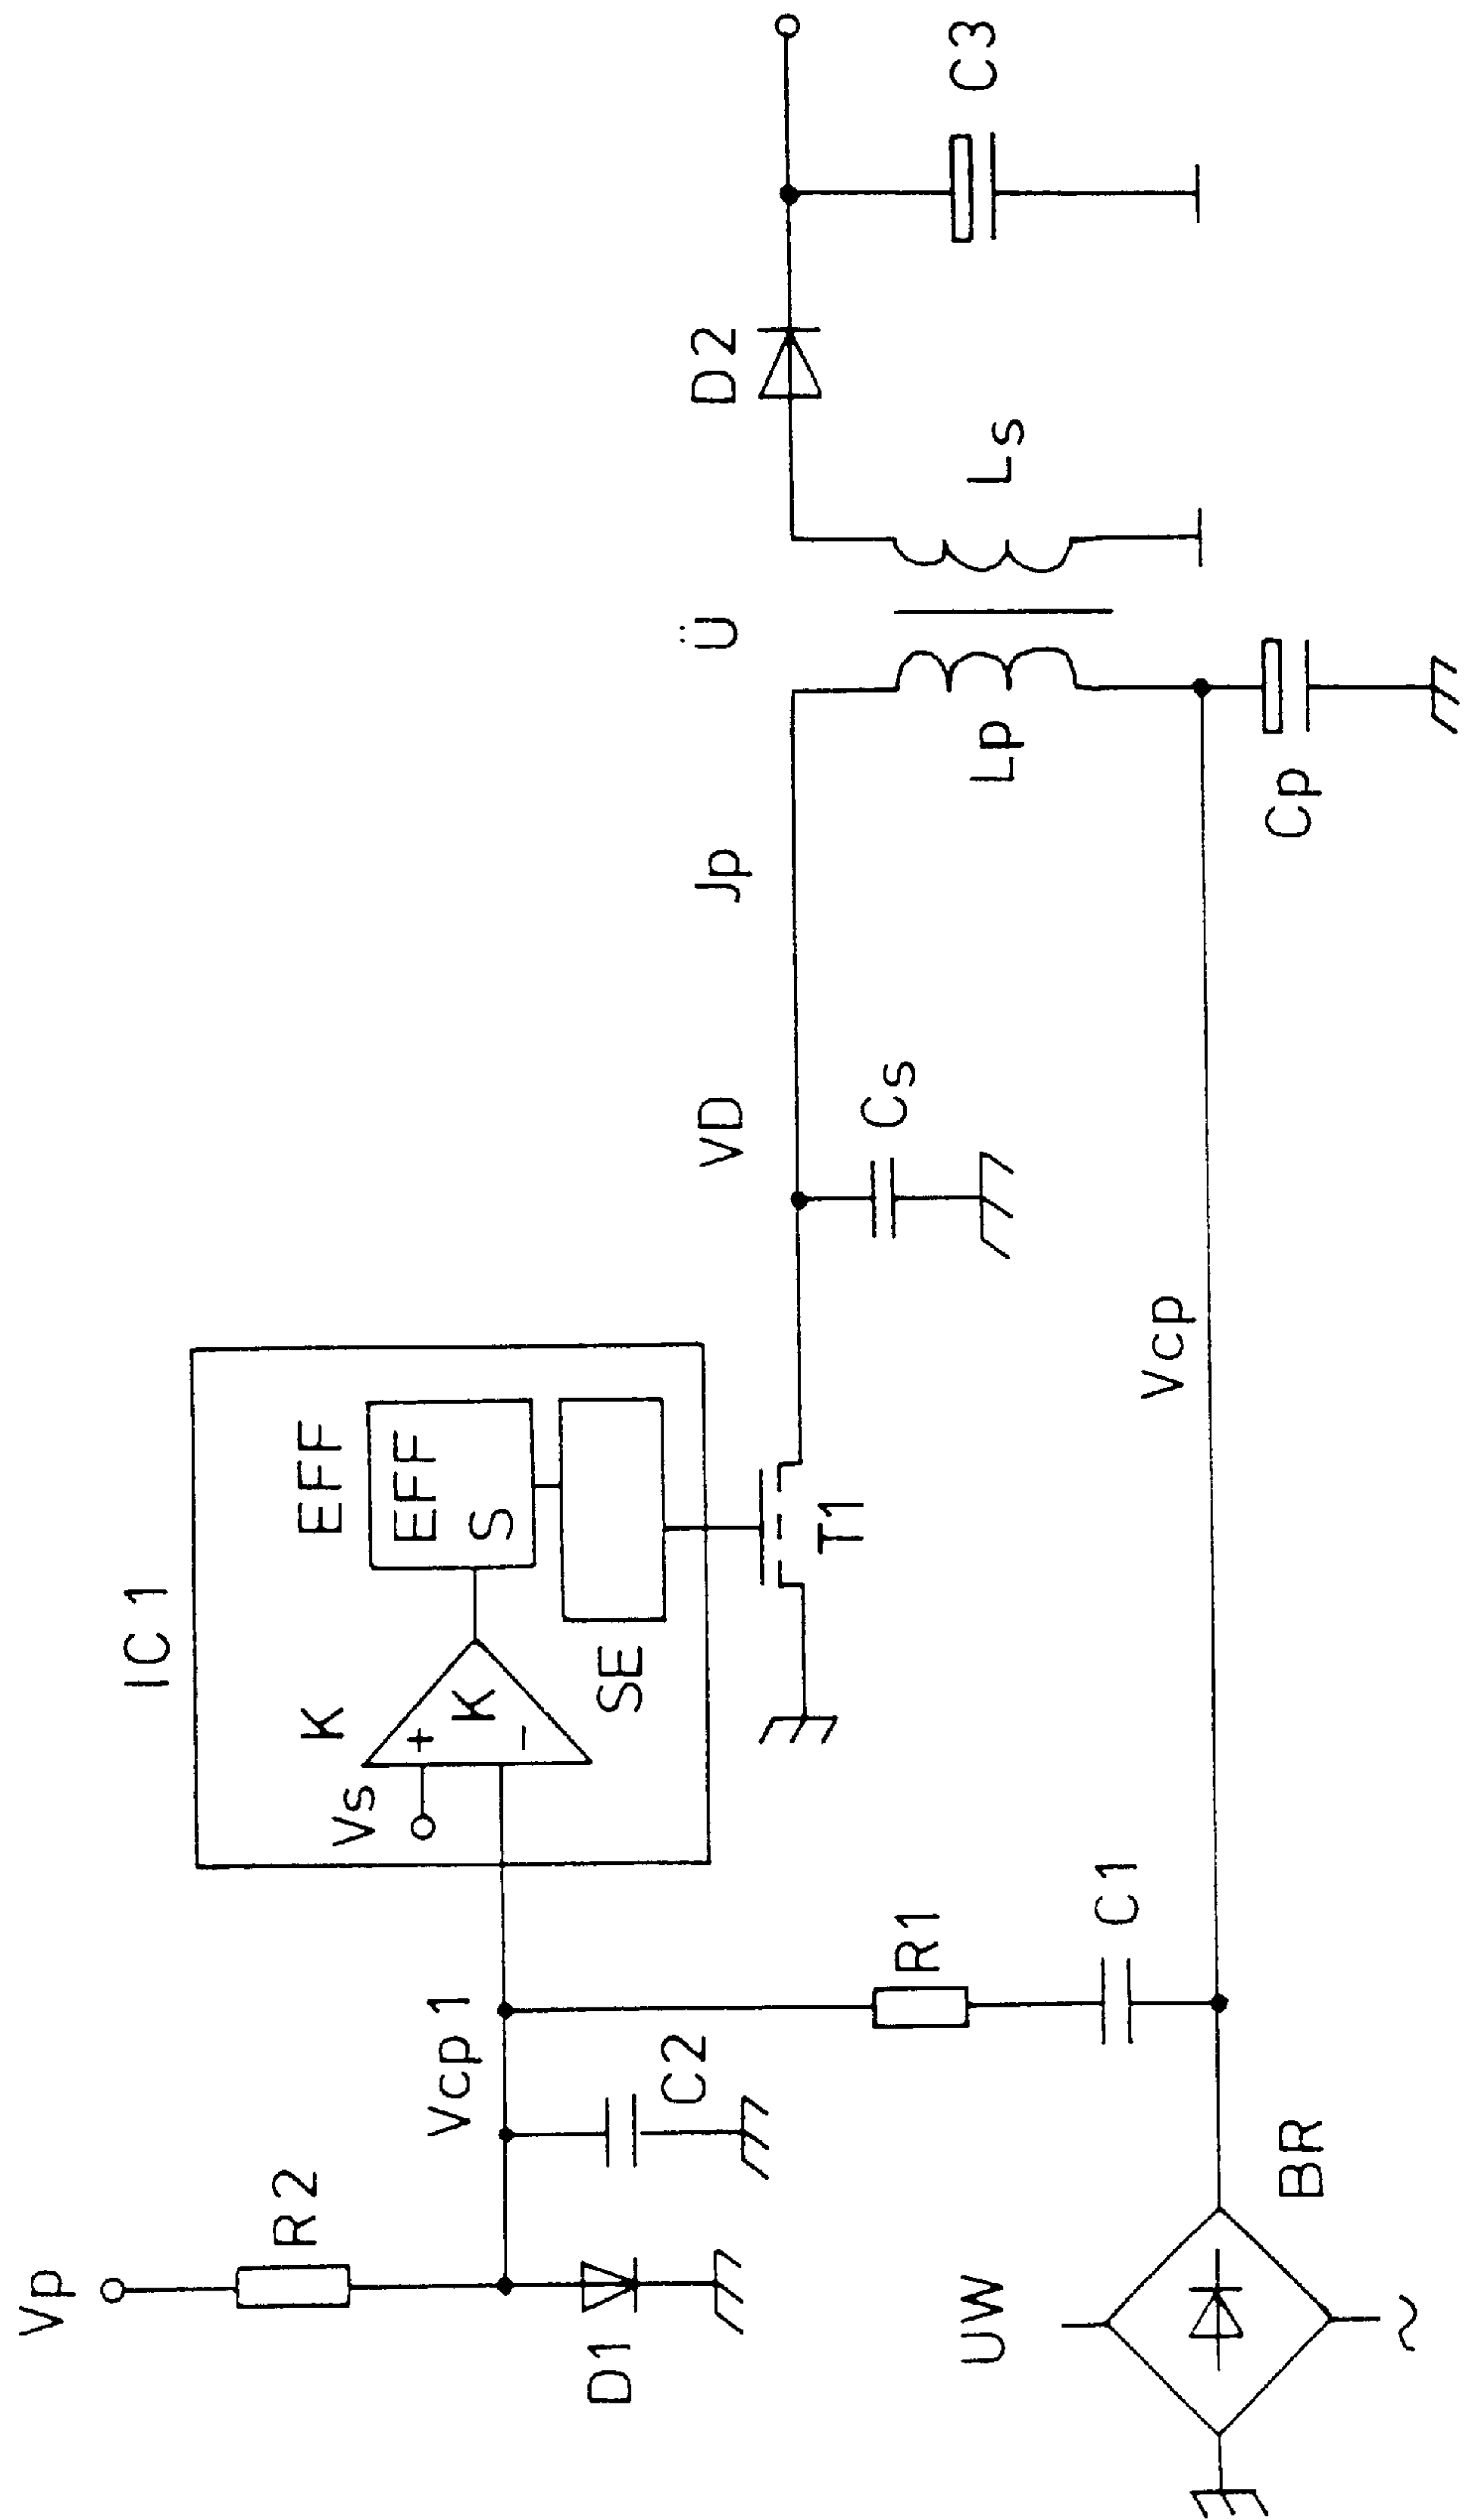 Vp
R2
D1
Vcp1
C2
UW
BR
~
R1
C1
IC1
K
Vs
+
K
-
EFF
EFF
S
SE
T1
Vcp
VD
Cs
Jp
Ü
Lp
Ls
Cp
D2
C3